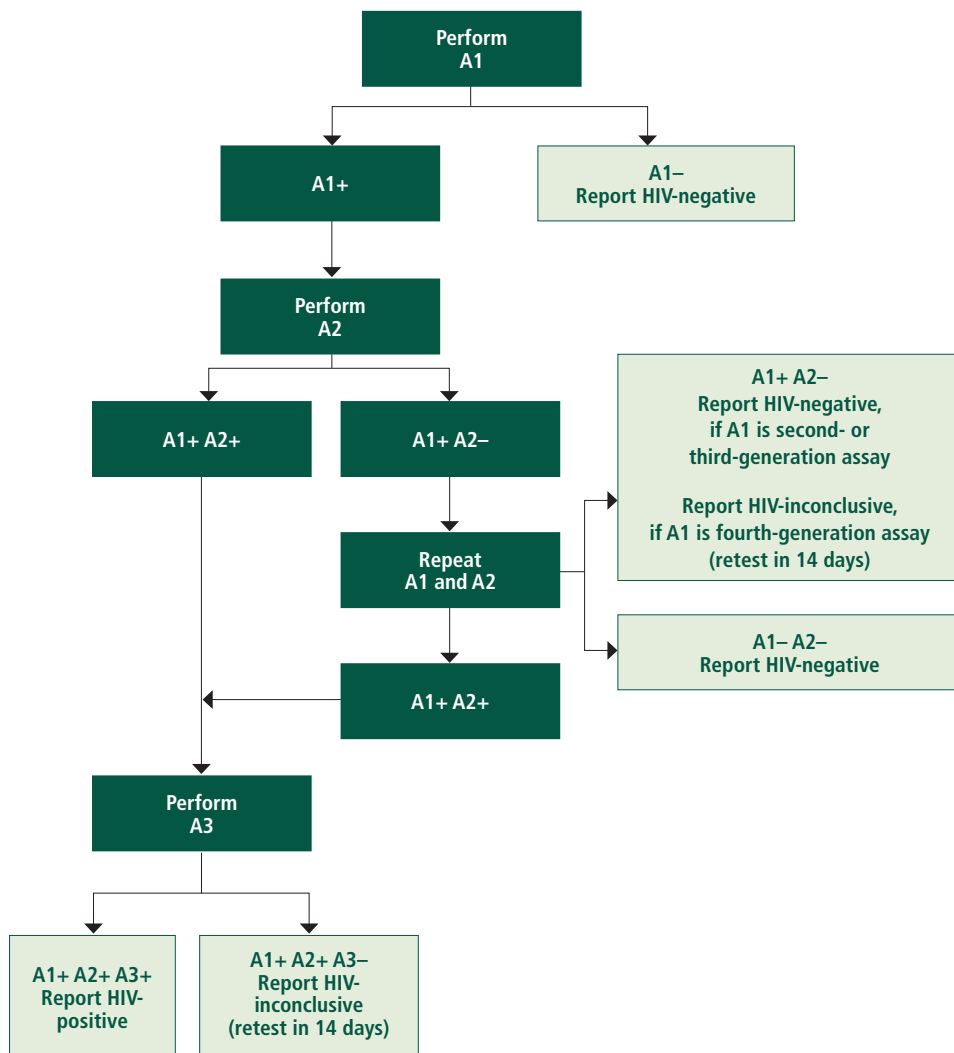 Perform
A1
A1+
A1–
Report HIV-negative
Perform
A2
A1+ A2+
A1+ A2–
A1+ A2–
Report HIV-negative,
if A1 is second- or
third-generation assay
Report HIV-inconclusive,
if A1 is fourth-generation assay
(retest in 14 days)
Repeat
A1 and A2
A1– A2–
Report HIV-negative
A1+ A2+
Perform
A3
A1+ A2+ A3+
Report HIV-
positive
A1+ A2+ A3–
Report HIV-
inconclusive
(retest in 14 days)